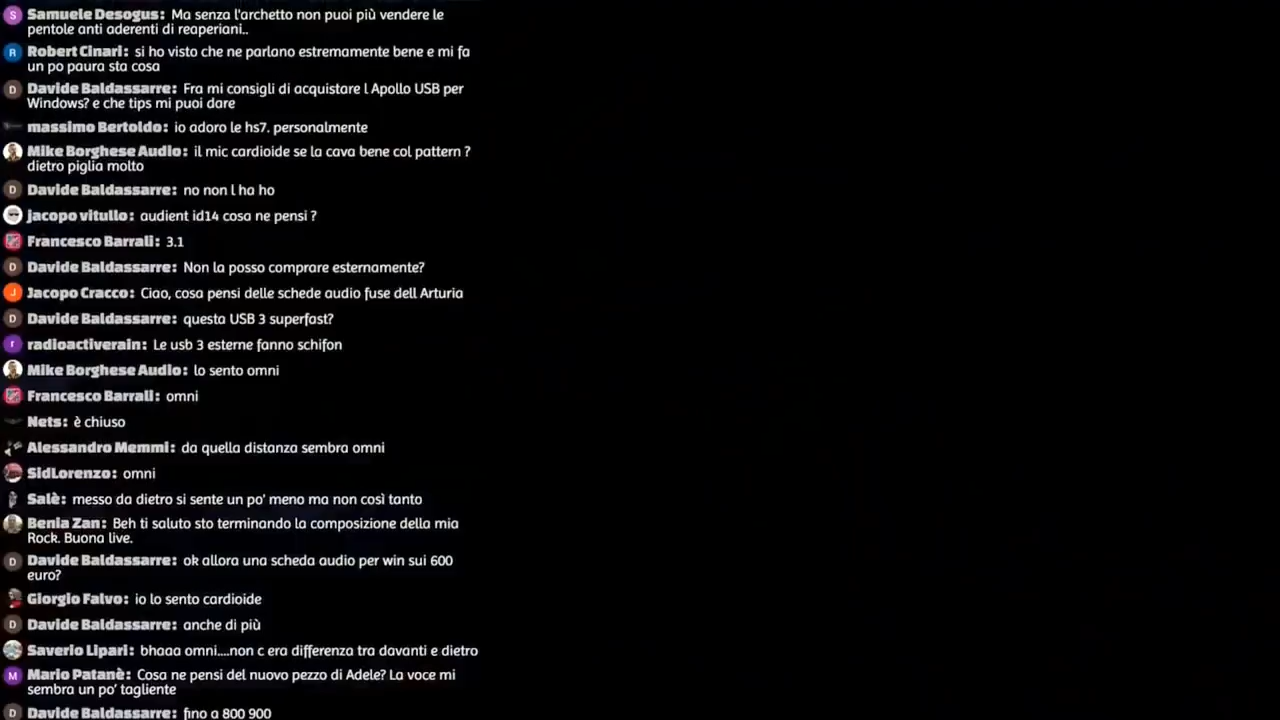 S Samuele Desogus: Ma senza l'archetto non puoi più vendere le
pentole anti aderenti di reaperiani..
R Robert Cinari: si ho visto che ne parlano estremamente bene e mi fa
un po paura sta cosa
D Davide Baldassarre: Fra mi consigli di acquistare l Apollo USB per
Windows? e che tips mi puoi dare
massimo Bertoldo: io adoro le hs7. personalmente
Mike Borghese Audio: il mic cardioide se la cava bene col pattern ?
dietro piglia molto
D Davide Baldassarre: no non l ha ho
jacopo vitullo: audient id14 cosa ne pensi ?
Francesco Barrali: 3.1
D Davide Baldassarre: Non la posso comprare esternamente?
J Jacopo Cracco: Ciao, cosa pensi delle schede audio fuse dell Arturia
D Davide Baldassarre: questa USB 3 superfast?
r radioactiverain: Le usb 3 esterne fanno schifon
Mike Borghese Audio: lo sento omni
Francesco Barrali: omni
Nets: è chiuso
Alessandro Memmi: da quella distanza sembra omni
SidLorenzo: omni
Salè: messo da dietro si sente un po' meno ma non così tanto
Benia Zan: Beh ti saluto sto terminando la composizione della mia
Rock. Buona live.
D Davide Baldassarre: ok allora una scheda audio per win sui 600
euro?
Giorgio Falvo: io lo sento cardioide
D Davide Baldassarre: anche di più
Saverio Lipari: bhaaa omni....non c era differenza tra davanti e dietro
M Mario Patanè: Cosa ne pensi del nuovo pezzo di Adele? La voce mi
sembra un po' tagliente
D Davide Baldassarre: fino a 800 900